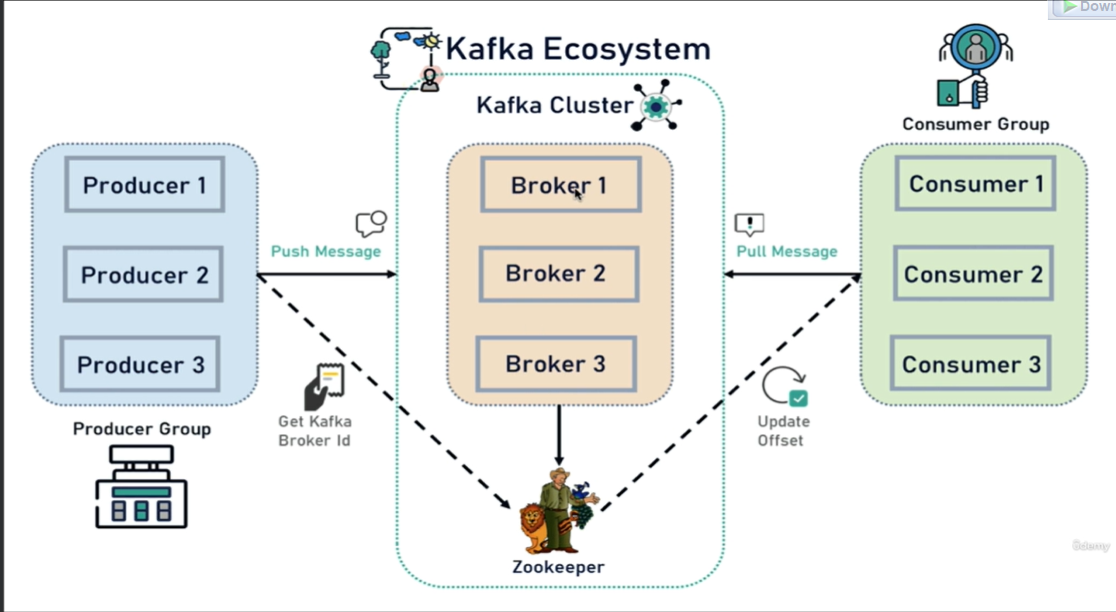 Kafka Ecosystem
Kafka Cluster
Consumer Group
Producer 1
Producer 2
Producer 3
Producer Group
Push Message
Get Kafka
Broker Id
Broker 1
Broker 2
Broker 3
Zookeeper
Pull Message
Update
Offset
Consumer 1
Consumer 2
Consumer 3
ûdemy